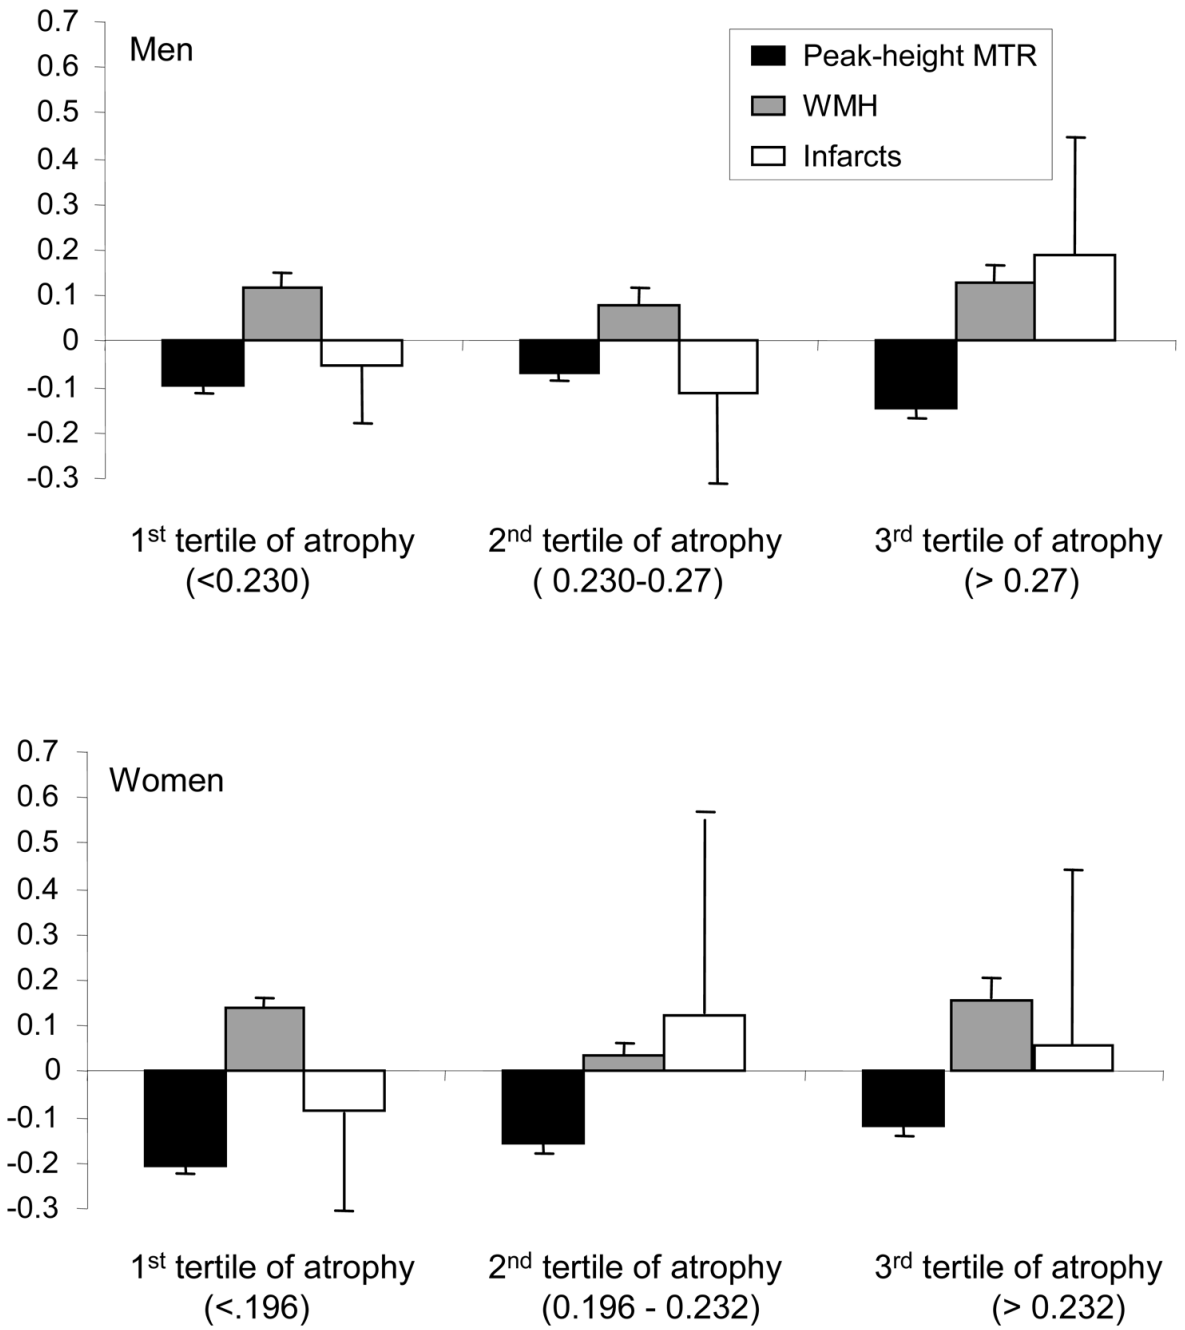 0.7
Men
0.6
0.5
0.4
0.3
0.2
0.1
0
-0.1
-0.2
-0.3
Peak-height MTR
WMH
Infarcts
1st tertile of atrophy
(<0.230)
2nd tertile of atrophy
( 0.230-0.27)
3rd tertile of atrophy
(> 0.27)
0.7
Women
0.6
0.5
0.4
0.3
0.2
0.1
0
-0.1
-0.2
-0.3
1st tertile of atrophy
(<.196)
2nd tertile of atrophy
(0.196 - 0.232)
3rd tertile of atrophy
(> 0.232)